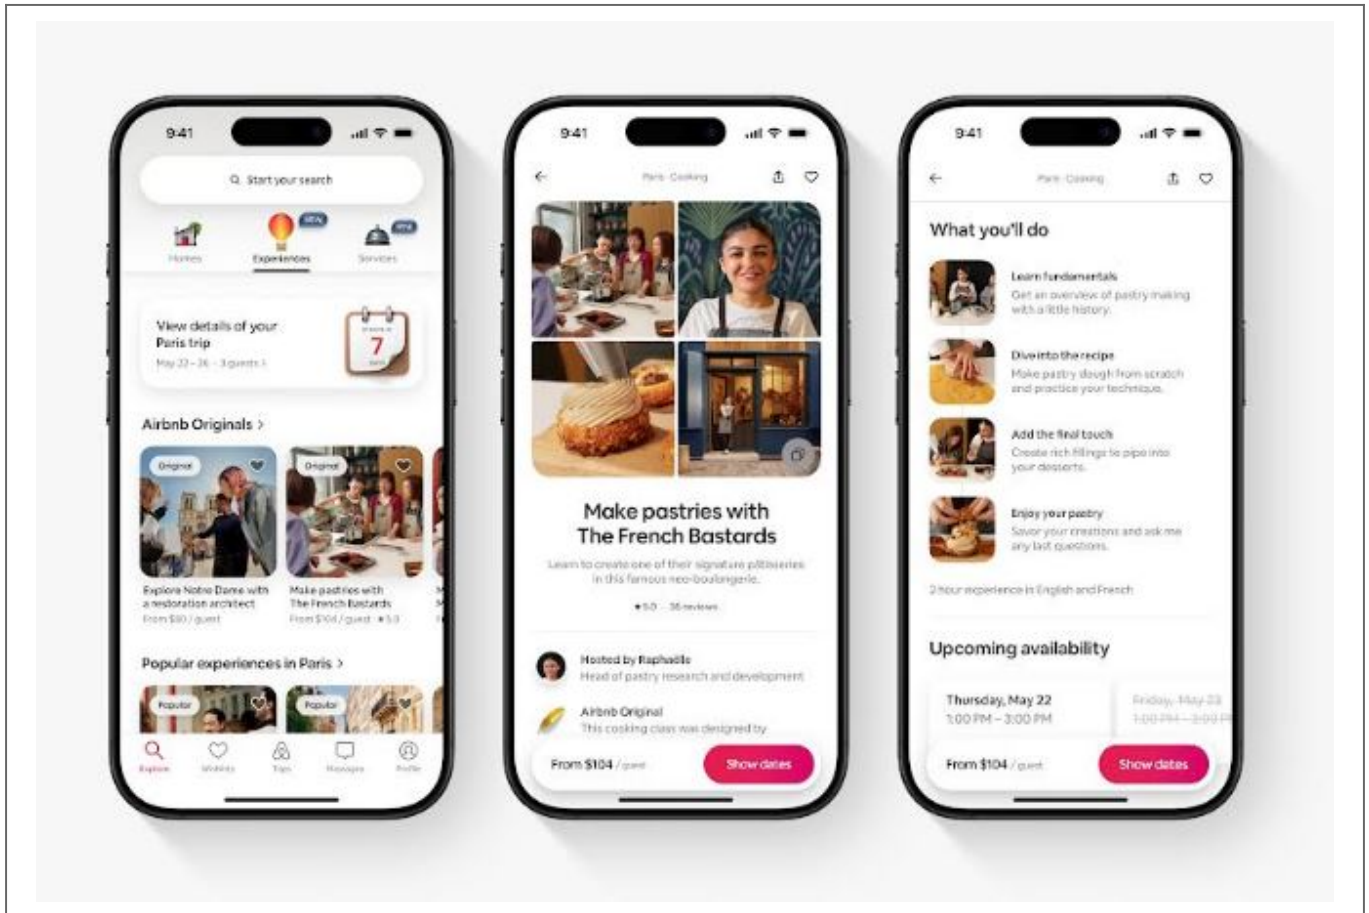 9:41
Start your search
NEW
NEW
Homes
Experiences
Services
View details of your
Paris trip
May 22 – 26 · 3 guests
7
Airbnb Originals >
Original
Original
Explore Notre Dame with
a restoration architect
From $80 / guest
Make pastries with
The French Bastards
From $104 / guest · ★ 5.0
Popular experiences in Paris >
Popular
Popular
Explore
Wishlists
Trips
Messages
Profile
9:41
Paris · Cooking
Make pastries with
The French Bastards
Learn to create one of their signature pâtisseries
in this famous neo-boulangerie.
★ 5.0 · 36 reviews
Hosted by Raphaëlle
Head of pastry research and development
Airbnb Original
This cooking class was designed by
From $104 / guest
Show dates
9:41
Paris · Cooking
What you'll do
Learn fundamentals
Get an overview of pastry making
with a little history.
Dive into the recipe
Make pastry dough from scratch
and practice your technique.
Add the final touch
Create rich fillings to pipe into
your desserts.
Enjoy your pastry
Savor your creations and ask me
any last questions.
2 hour experience in English and French
Upcoming availability
Thursday, May 22
1:00 PM – 3:00 PM
Friday, May 23
1:00 PM – 3:00 PM
From $104 / guest
Show dates